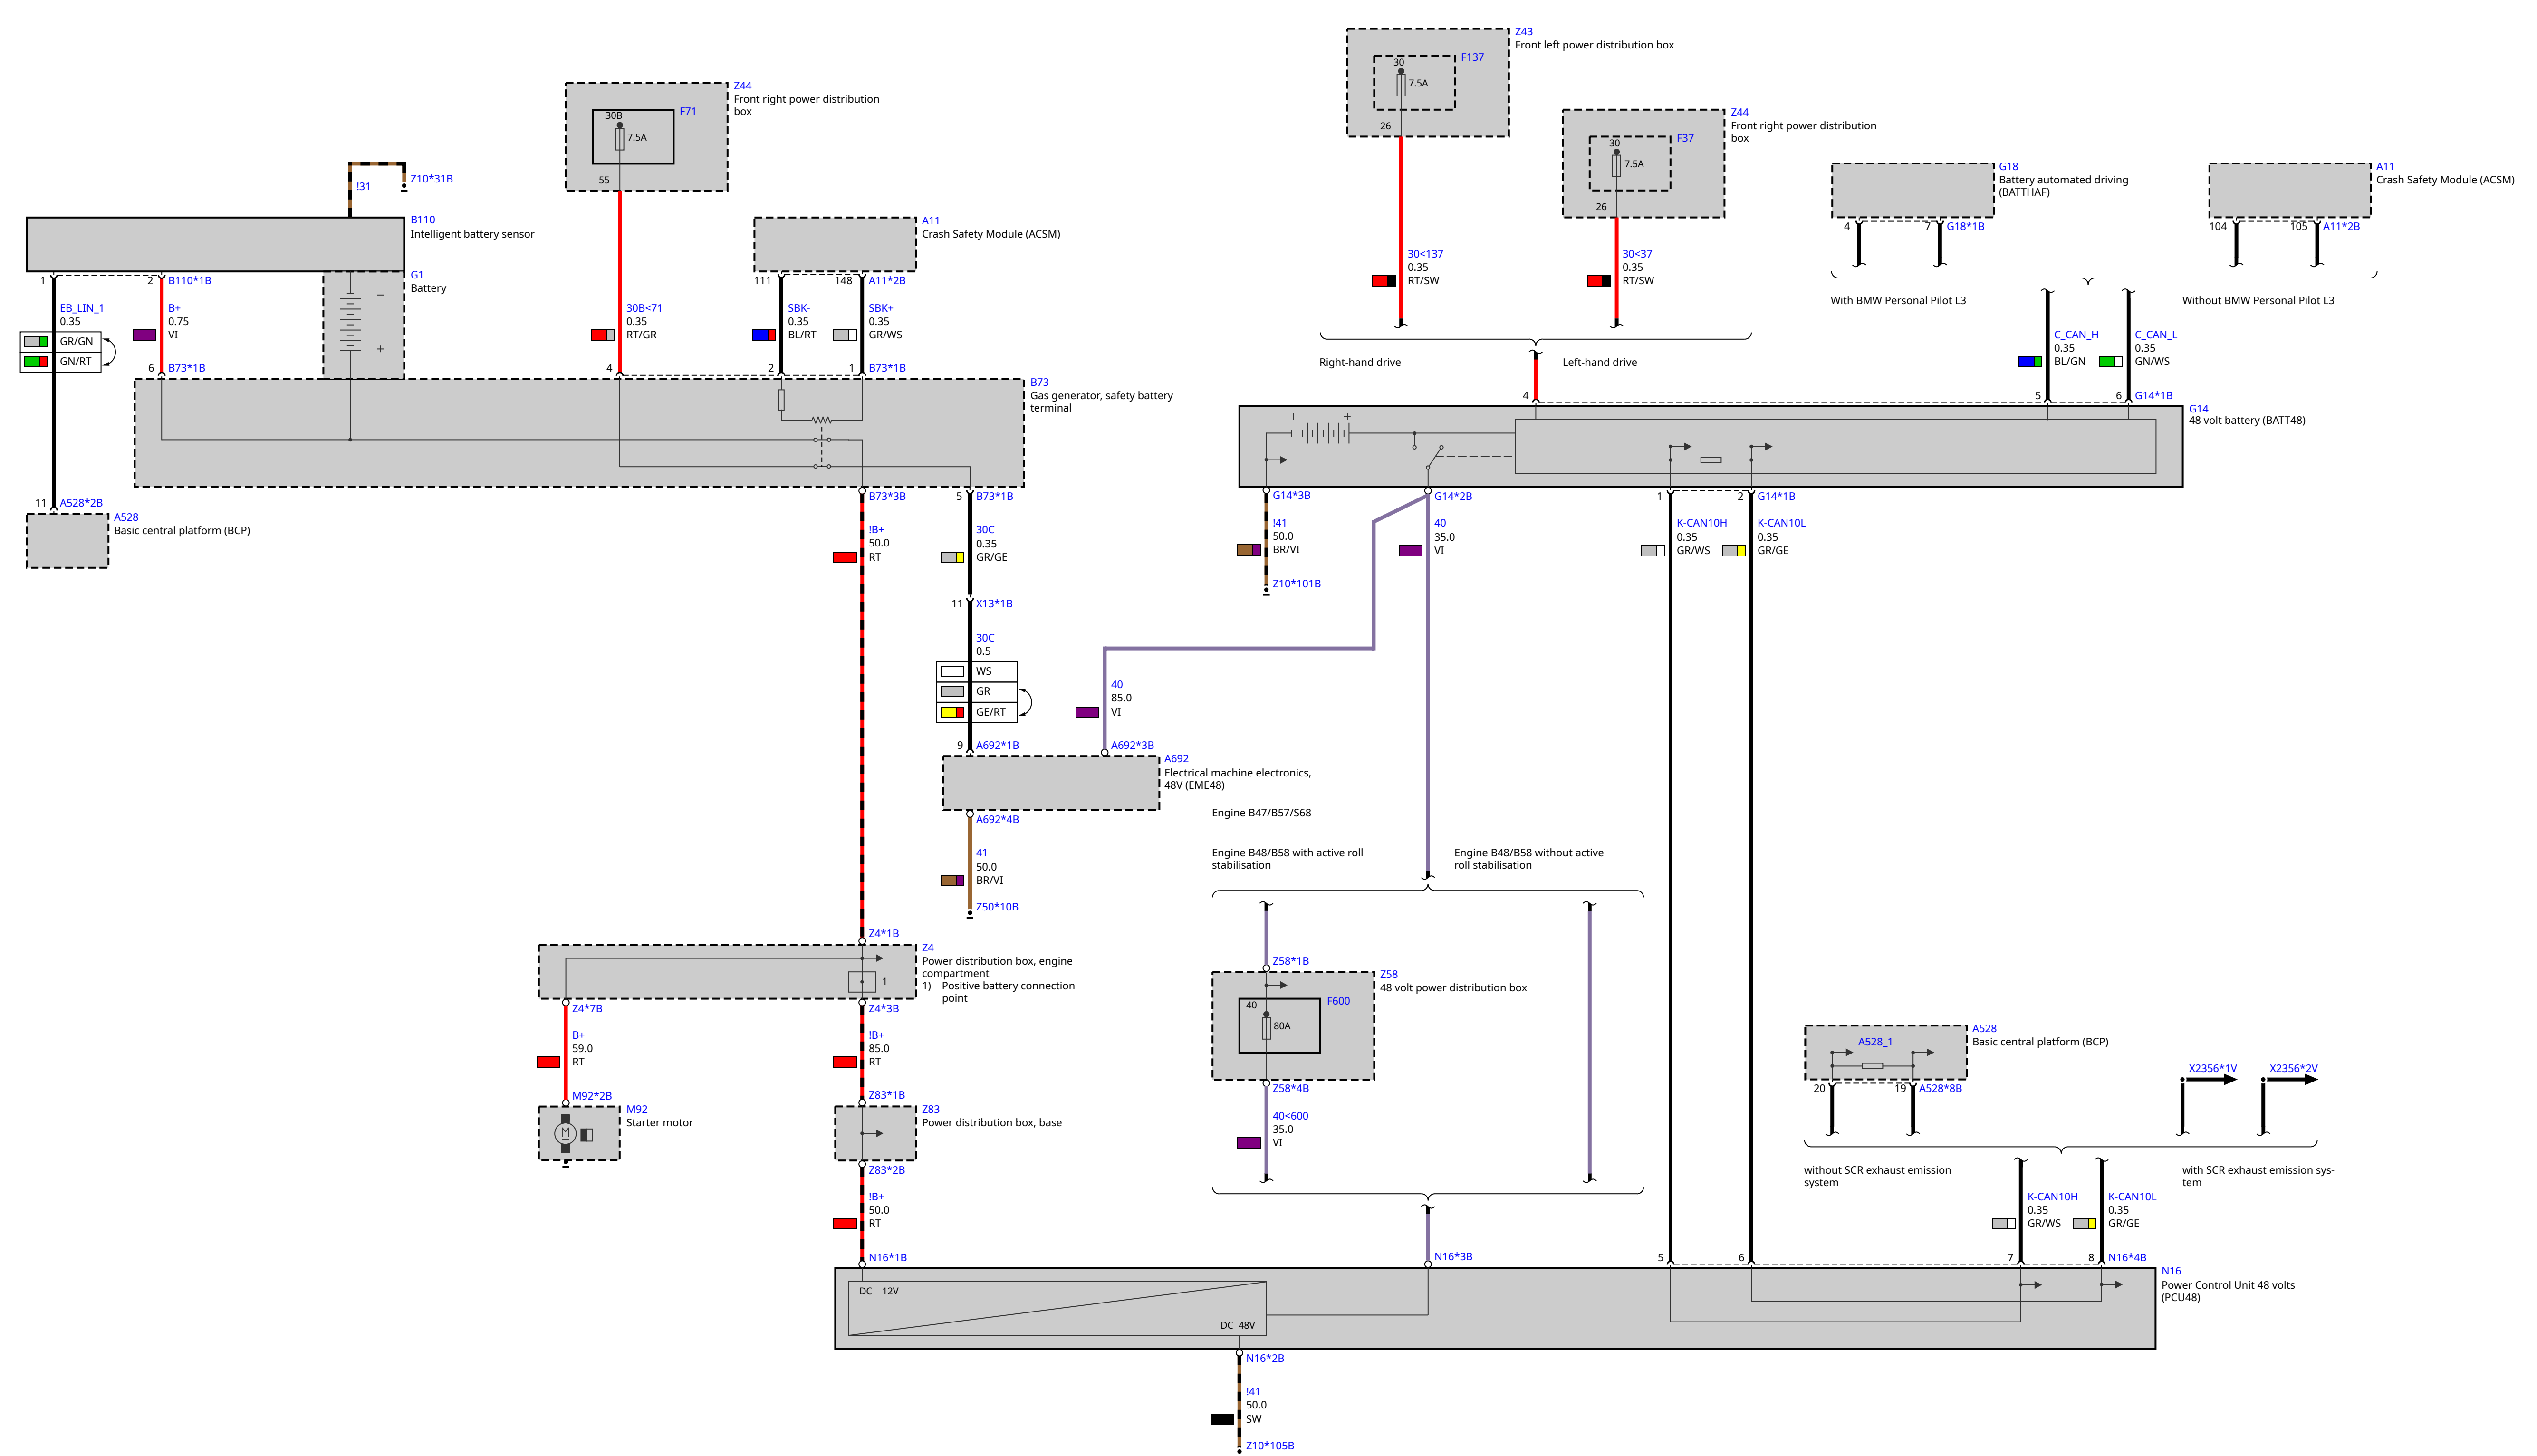 Z43
Front left power distribution box
F137
30
7.5A
26
Z44
Front right power distribution
box
F71
30B
7.5A
55
Z44
Front right power distribution
box
F37
30
7.5A
26
G18
Battery automated driving
(BATTHAF)
A11
Crash Safety Module (ACSM)
!31
Z10*31B
B110
Intelligent battery sensor
A11
Crash Safety Module (ACSM)
4
7
G18*1B
104
105
A11*2B
G1
Battery
1
2
B110*1B
111
148
A11*2B
30<137
0.35
RT/SW
30<37
0.35
RT/SW
With BMW Personal Pilot L3
Without BMW Personal Pilot L3
EB_LIN_1
0.35
GR/GN
GN/RT
B+
0.75
VI
−
+
30B<71
0.35
RT/GR
SBK-
0.35
BL/RT
SBK+
0.35
GR/WS
C_CAN_H
0.35
BL/GN
C_CAN_L
0.35
GN/WS
Right-hand drive
Left-hand drive
6
B73*1B
4
2
1
B73*1B
B73
Gas generator, safety battery
terminal
4
5
6
G14*1B
G14
48 volt battery (BATT48)
−
+
11
A528*2B
A528
Basic central platform (BCP)
B73*3B
5
B73*1B
G14*3B
G14*2B
1
2
G14*1B
!B+
50.0
RT
30C
0.35
GR/GE
!41
50.0
BR/VI
40
35.0
VI
K-CAN10H
0.35
GR/WS
K-CAN10L
0.35
GR/GE
Z10*101B
11
X13*1B
30C
0.5
WS
GR
GE/RT
40
85.0
VI
9
A692*1B
A692*3B
A692
Electrical machine electronics,
48V (EME48)
A692*4B
Engine B47/B57/S68
41
50.0
BR/VI
Engine B48/B58 with active roll
stabilisation
Engine B48/B58 without active
roll stabilisation
Z50*10B
Z4*1B
Z4
Power distribution box, engine
compartment
1) Positive battery connection
point
1
Z58*1B
Z58
48 volt power distribution box
F600
40
80A
Z4*7B
Z4*3B
B+
59.0
RT
!B+
85.0
RT
A528
Basic central platform (BCP)
A528_1
20
19
A528*8B
X2356*1V
X2356*2V
Z58*4B
M92*2B
M92
Starter motor
M
Z83*1B
Z83
Power distribution box, base
40<600
35.0
VI
Z83*2B
without SCR exhaust emission
system
with SCR exhaust emission sys-
tem
!B+
50.0
RT
K-CAN10H
0.35
GR/WS
K-CAN10L
0.35
GR/GE
N16*1B
N16*3B
5
6
7
8
N16*4B
N16
Power Control Unit 48 volts
(PCU48)
DC 12V
DC 48V
N16*2B
!41
50.0
SW
Z10*105B